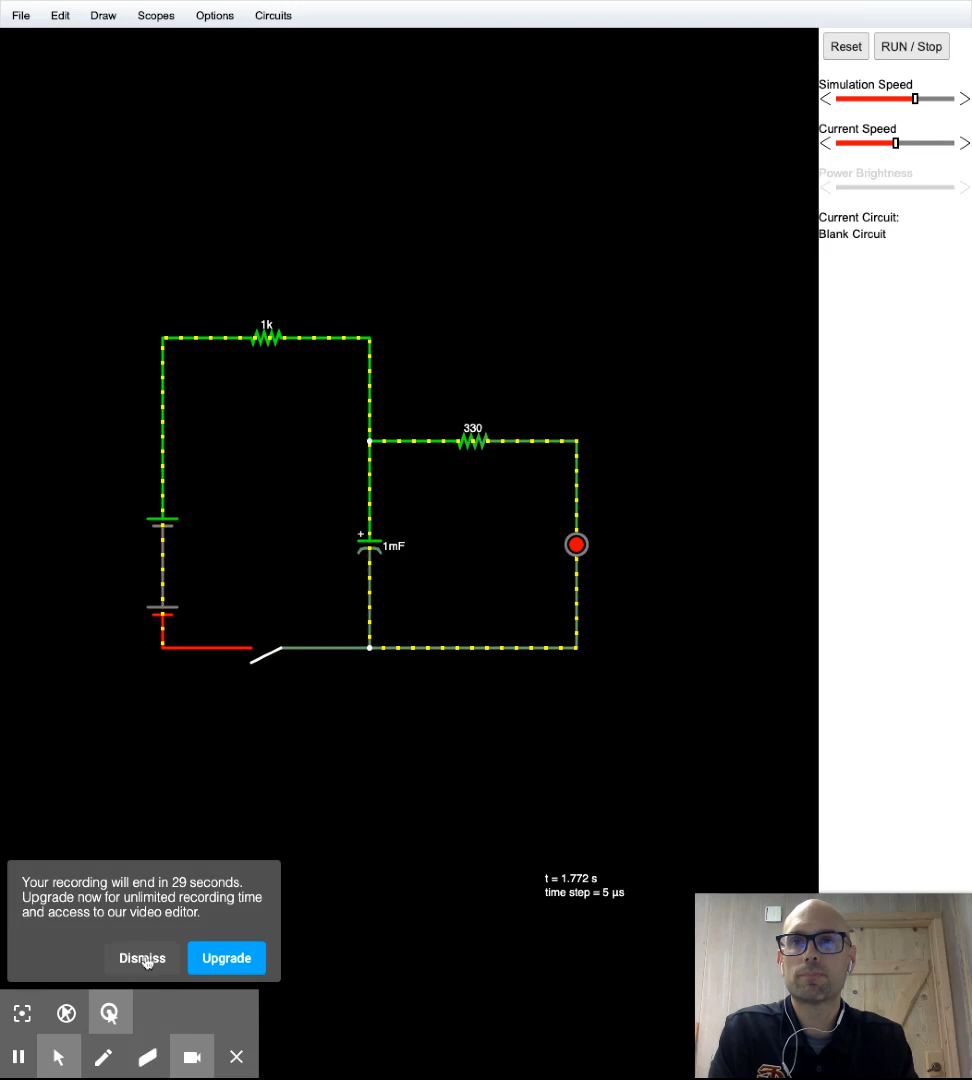 File Edit Draw Scopes Options Circuits
Reset RUN / Stop
Simulation Speed
Current Speed
Power Brightness
Current Circuit:
Blank Circuit
1k
330
+
1mF
t = 1.772 s
time step = 5 µs
Your recording will end in 29 seconds.
Upgrade now for unlimited recording time
and access to our video editor.
Dismiss Upgrade